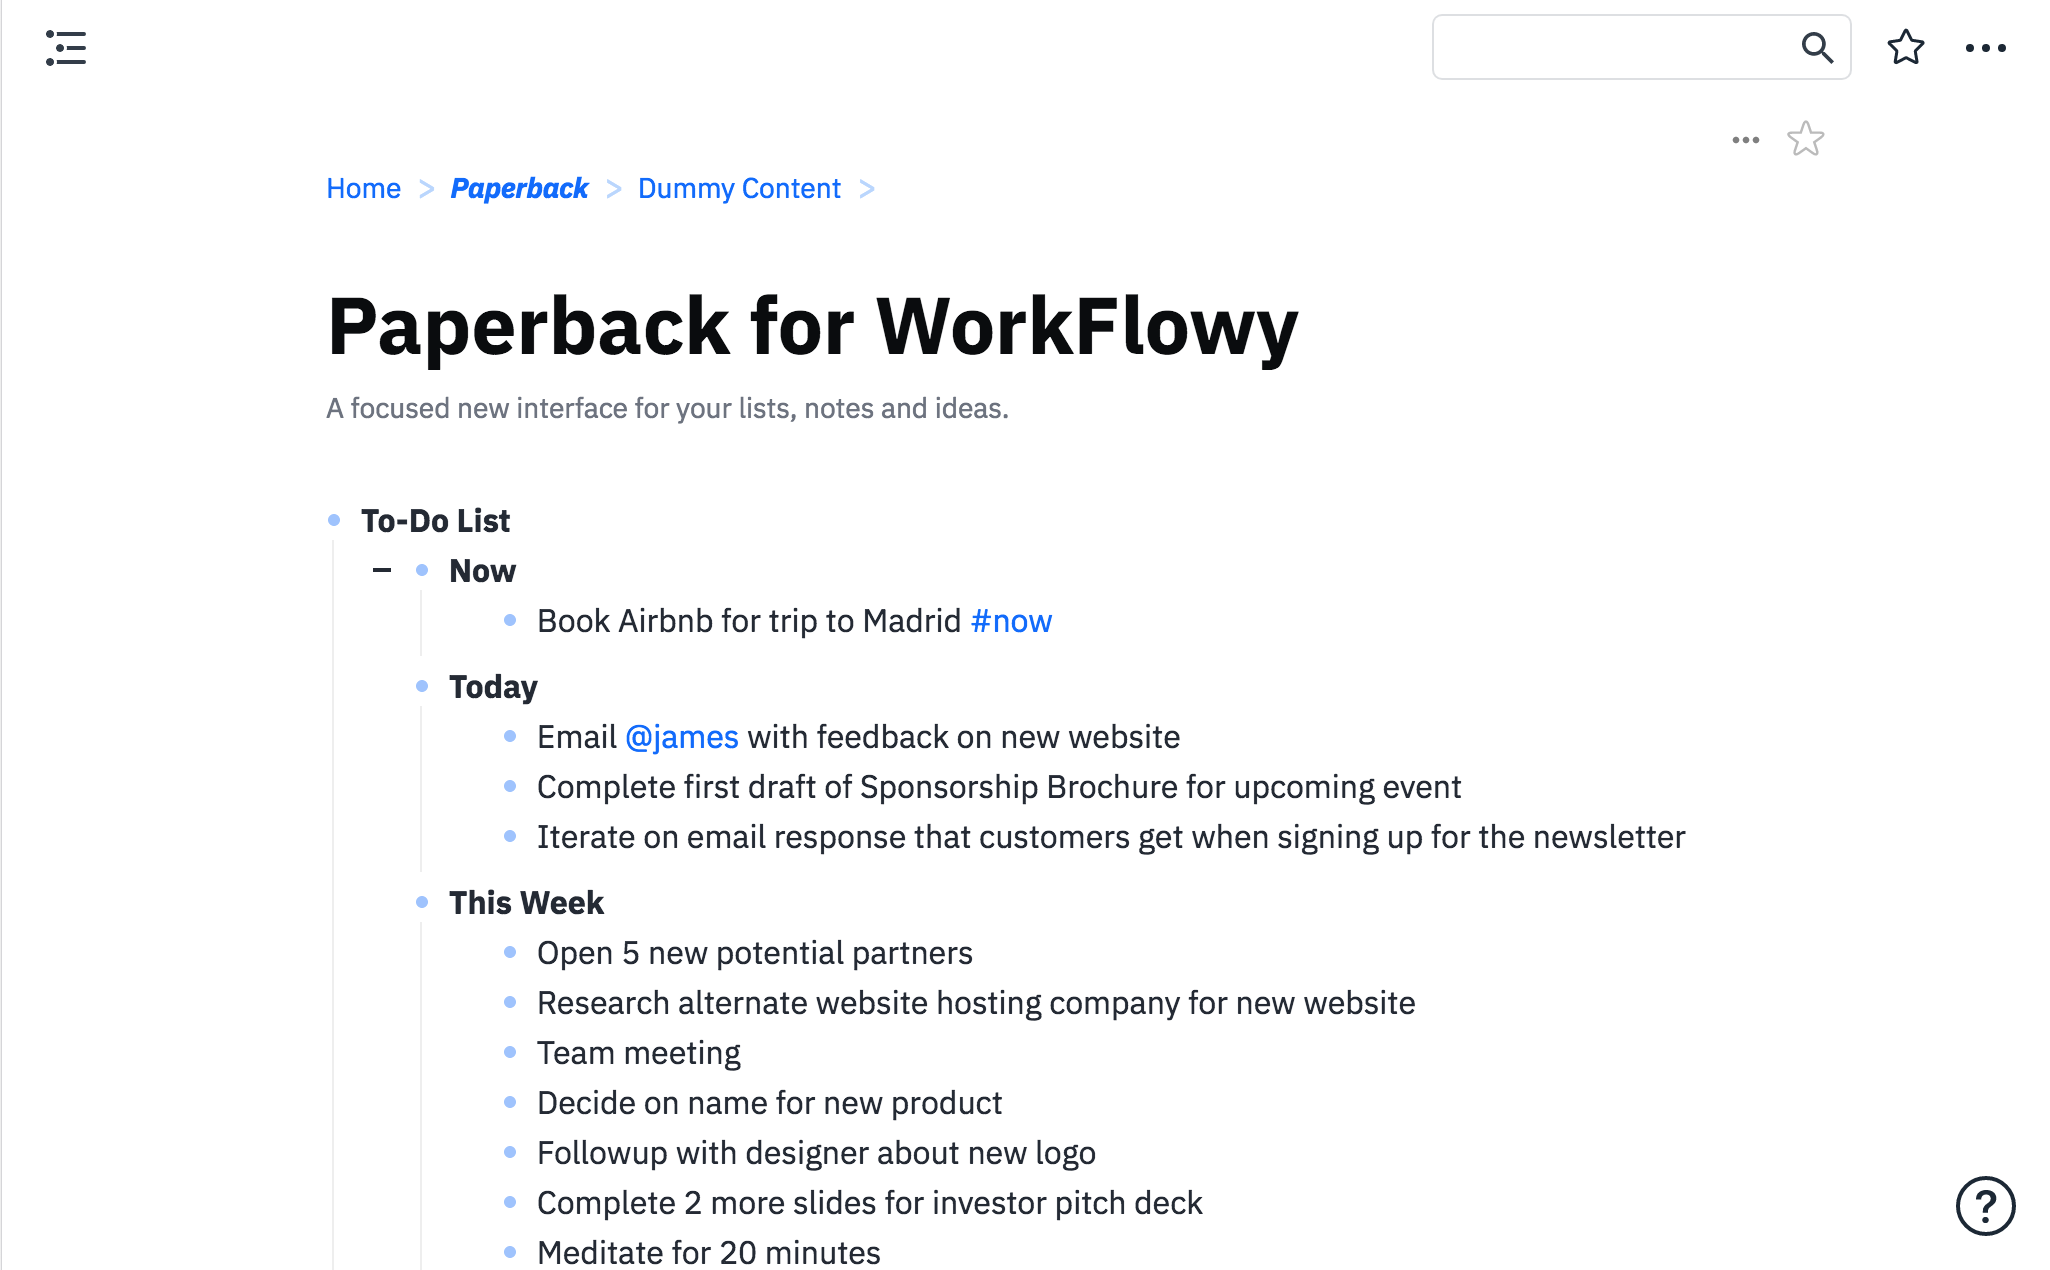 Home > Paperback > Dummy Content >
Paperback for WorkFlowy
A focused new interface for your lists, notes and ideas.
To-Do List
Now
Book Airbnb for trip to Madrid #now
Today
Email @james with feedback on new website
Complete first draft of Sponsorship Brochure for upcoming event
Iterate on email response that customers get when signing up for the newsletter
This Week
Open 5 new potential partners
Research alternate website hosting company for new website
Team meeting
Decide on name for new product
Followup with designer about new logo
Complete 2 more slides for investor pitch deck
Meditate for 20 minutes
?